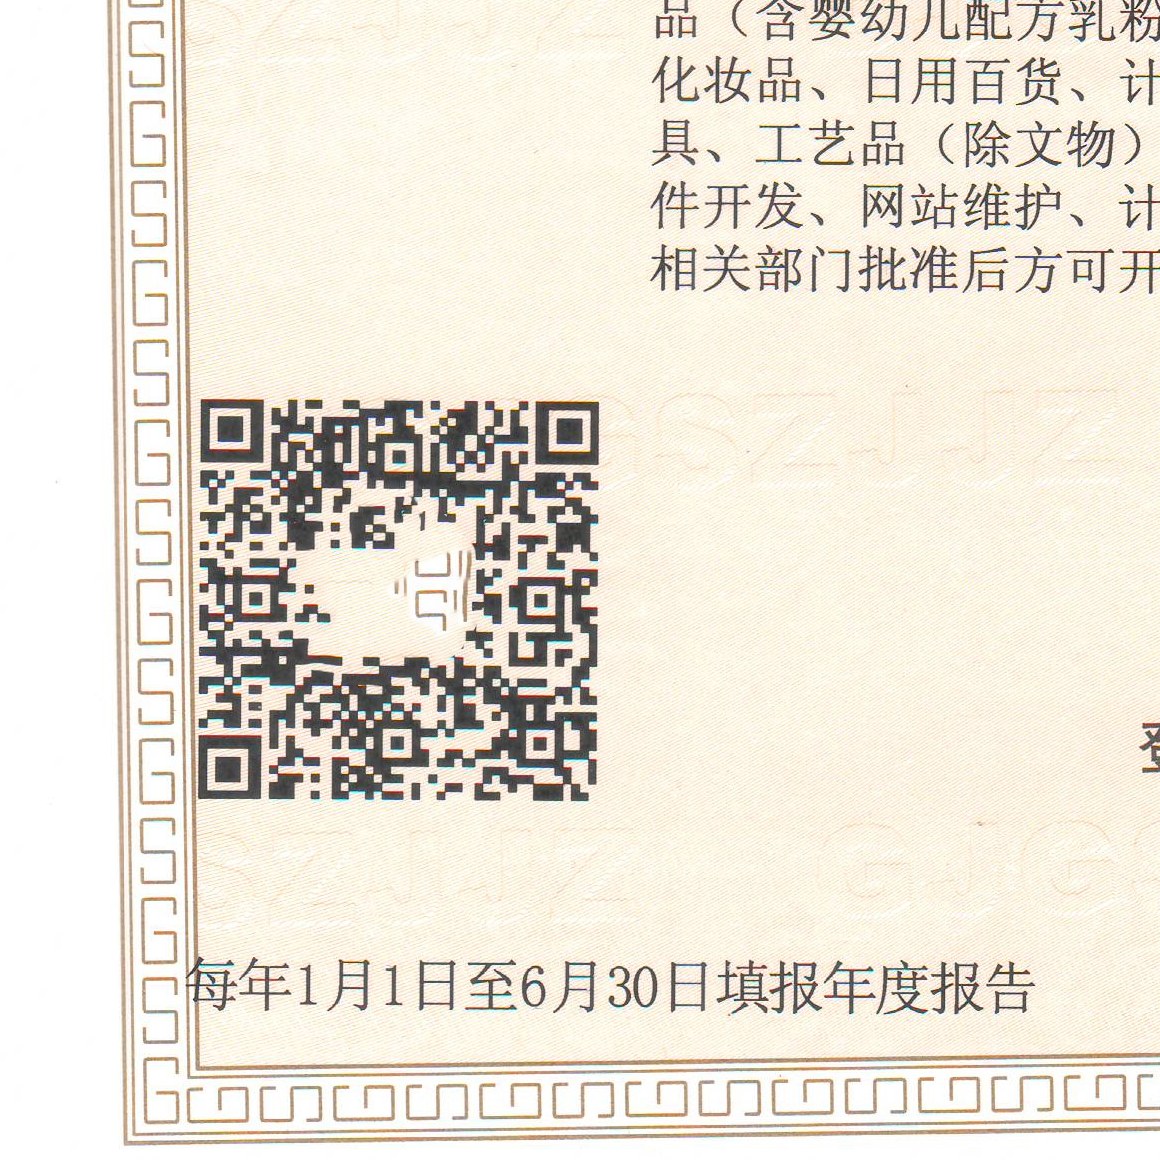 品（含婴幼儿配方乳粉
化妆品、日用百货、计
具、工艺品（除文物）
件开发、网站维护、计
相关部门批准后方可开
登
每年1月1日至6月30日填报年度报告